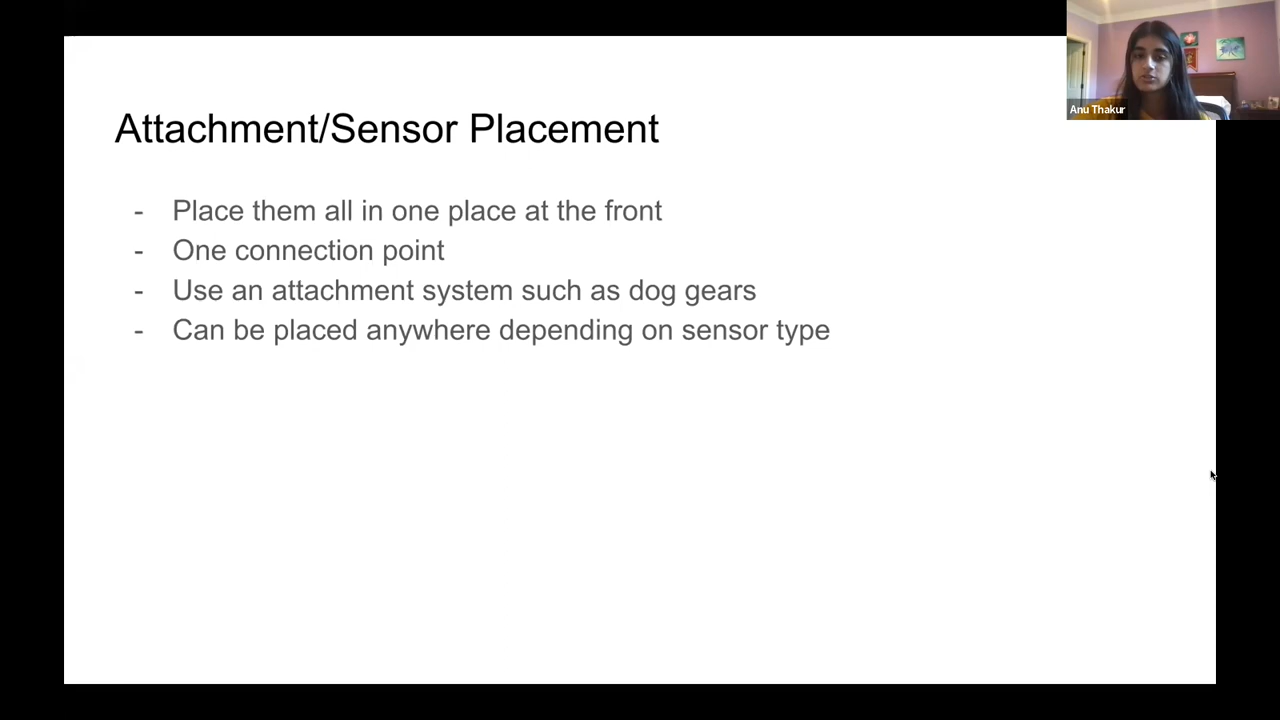 Anu Thakur
Attachment/Sensor Placement
- Place them all in one place at the front
- One connection point
- Use an attachment system such as dog gears
- Can be placed anywhere depending on sensor type